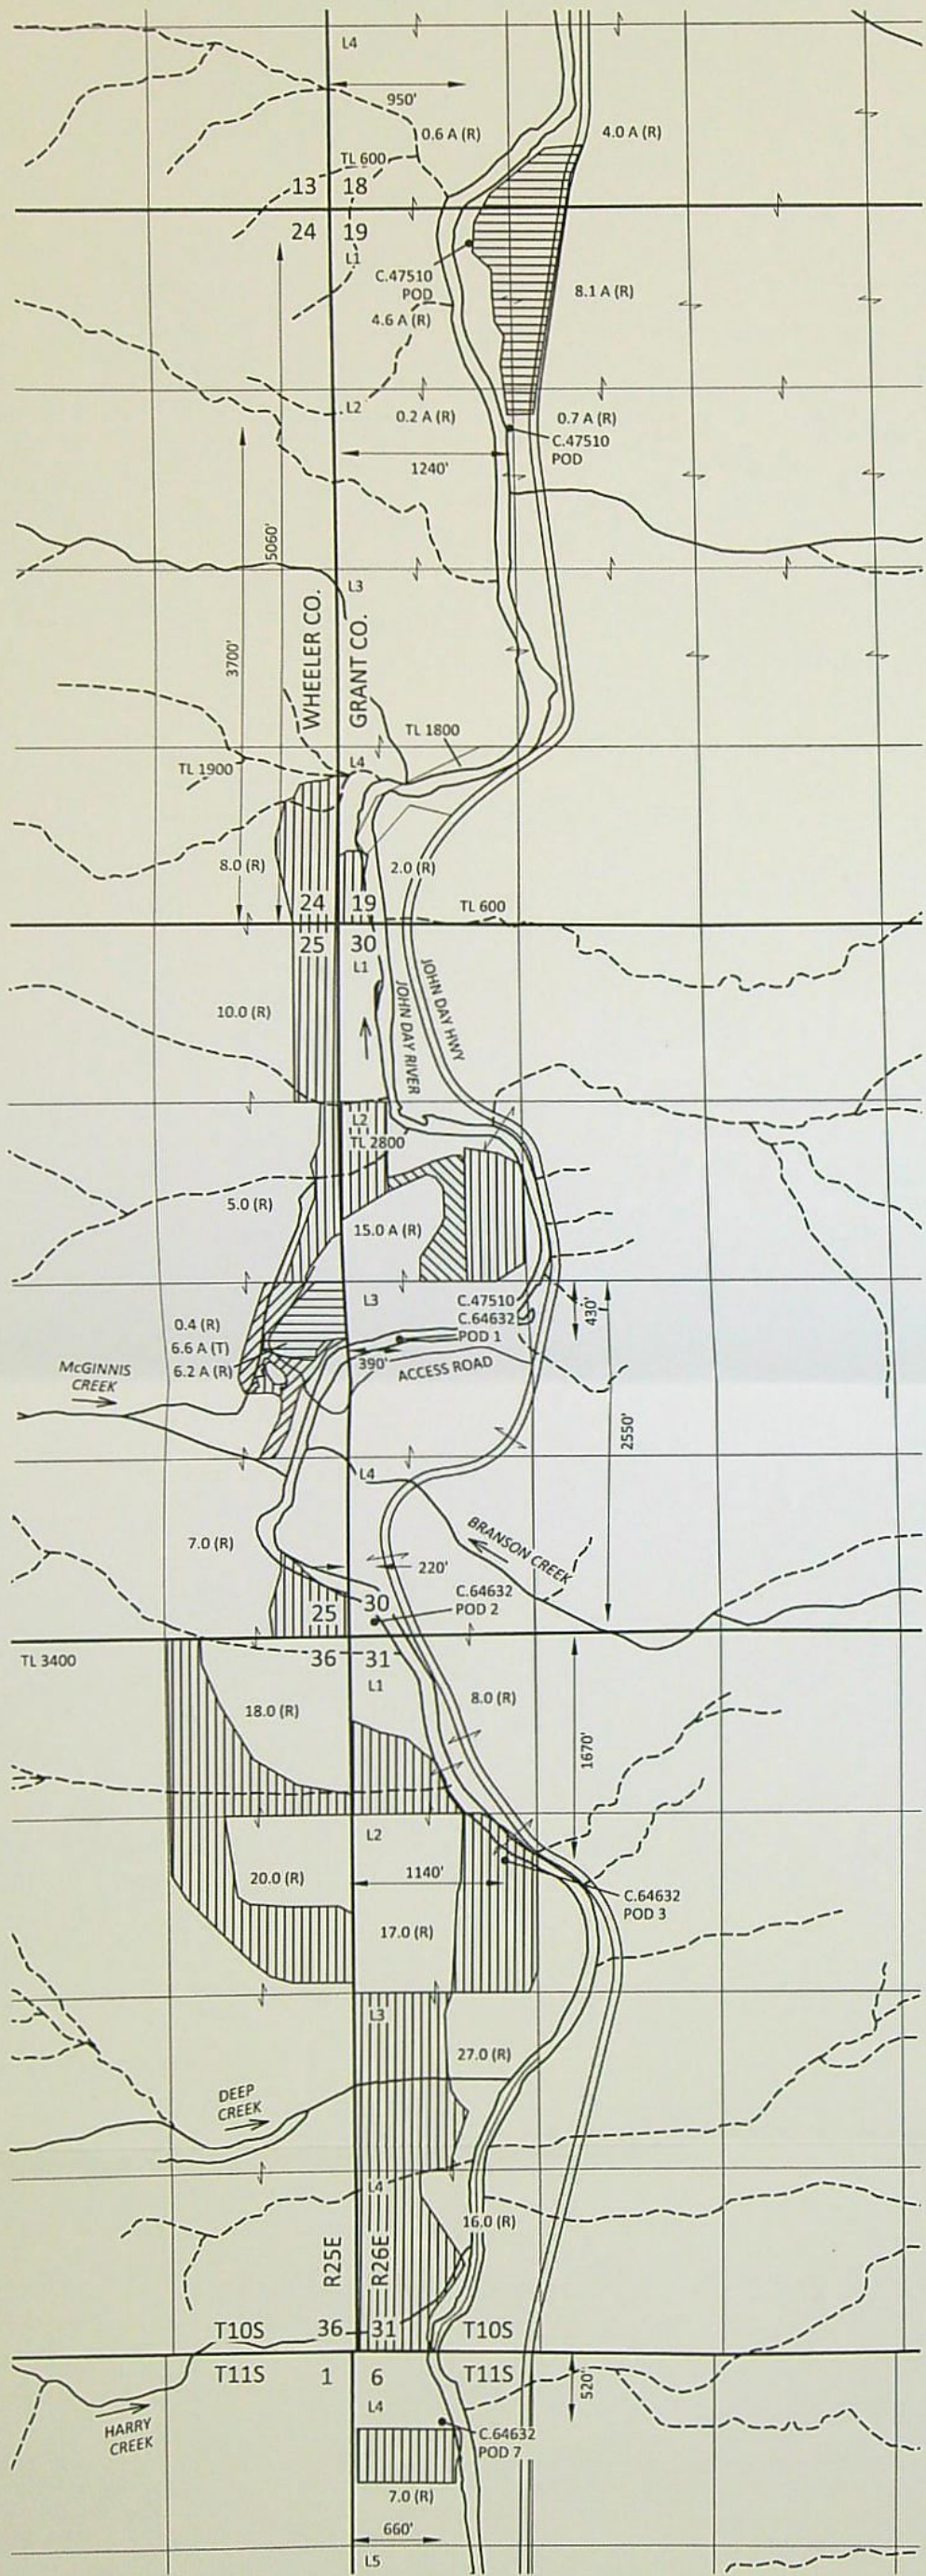 L4
950'
0.6 A (R)
4.0 A (R)
TL 600
13 18
24 19
L1
C.47510
POD
4.6 A (R)
8.1 A (R)
L2
0.2 A (R)
0.7 A (R)
C.47510
POD
1240'
5060'
3700'
L3
WHEELER CO.
GRANT CO.
TL 1800
TL 1900
L4
8.0 (R)
2.0 (R)
24 19
TL 600
25 30
L1
JOHN DAY HWY
JOHN DAY RIVER
10.0 (R)
L2
TL 2800
5.0 (R)
15.0 A (R)
L3
C.47510
C.64632
POD 1
430'
0.4 (R)
6.6 A (T)
6.2 A (R)
390'
ACCESS ROAD
McGINNIS
CREEK
2550'
L4
7.0 (R)
BRANSON CREEK
220'
C.64632
POD 2
25 30
TL 3400
36 31
L1
18.0 (R)
8.0 (R)
1670'
L2
20.0 (R)
1140'
C.64632
POD 3
17.0 (R)
L3
27.0 (R)
DEEP
CREEK
L4
16.0 (R)
R25E
R26E
T10S 36 31 T10S
T11S 1 6 T11S
520'
L4
HARRY
CREEK
C.64632
POD 7
7.0 (R)
660'
L5